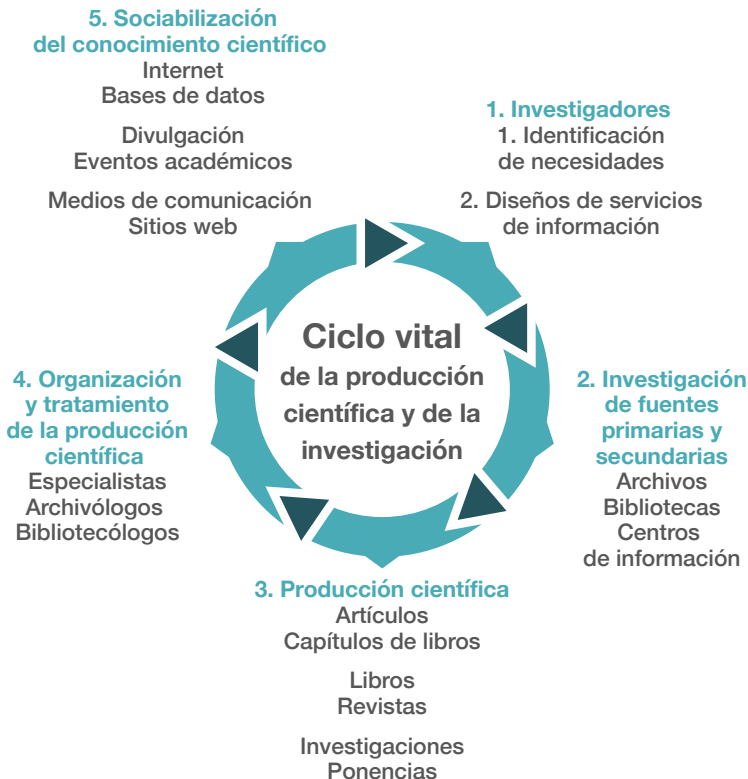 5. Sociabilización
del conocimiento científico
Internet
Bases de datos
Divulgación
Eventos académicos
Medios de comunicación
Sitios web
1. Investigadores
1. Identificación
de necesidades
2. Diseños de servicios
de información
Ciclo vital
de la producción
científica y de la
investigación
4. Organización
y tratamiento
de la producción
científica
Especialistas
Archivólogos
Bibliotecólogos
2. Investigación
de fuentes
primarias y
secundarias
Archivos
Bibliotecas
Centros
de información
3. Producción científica
Artículos
Capítulos de libros
Libros
Revistas
Investigaciones
Ponencias